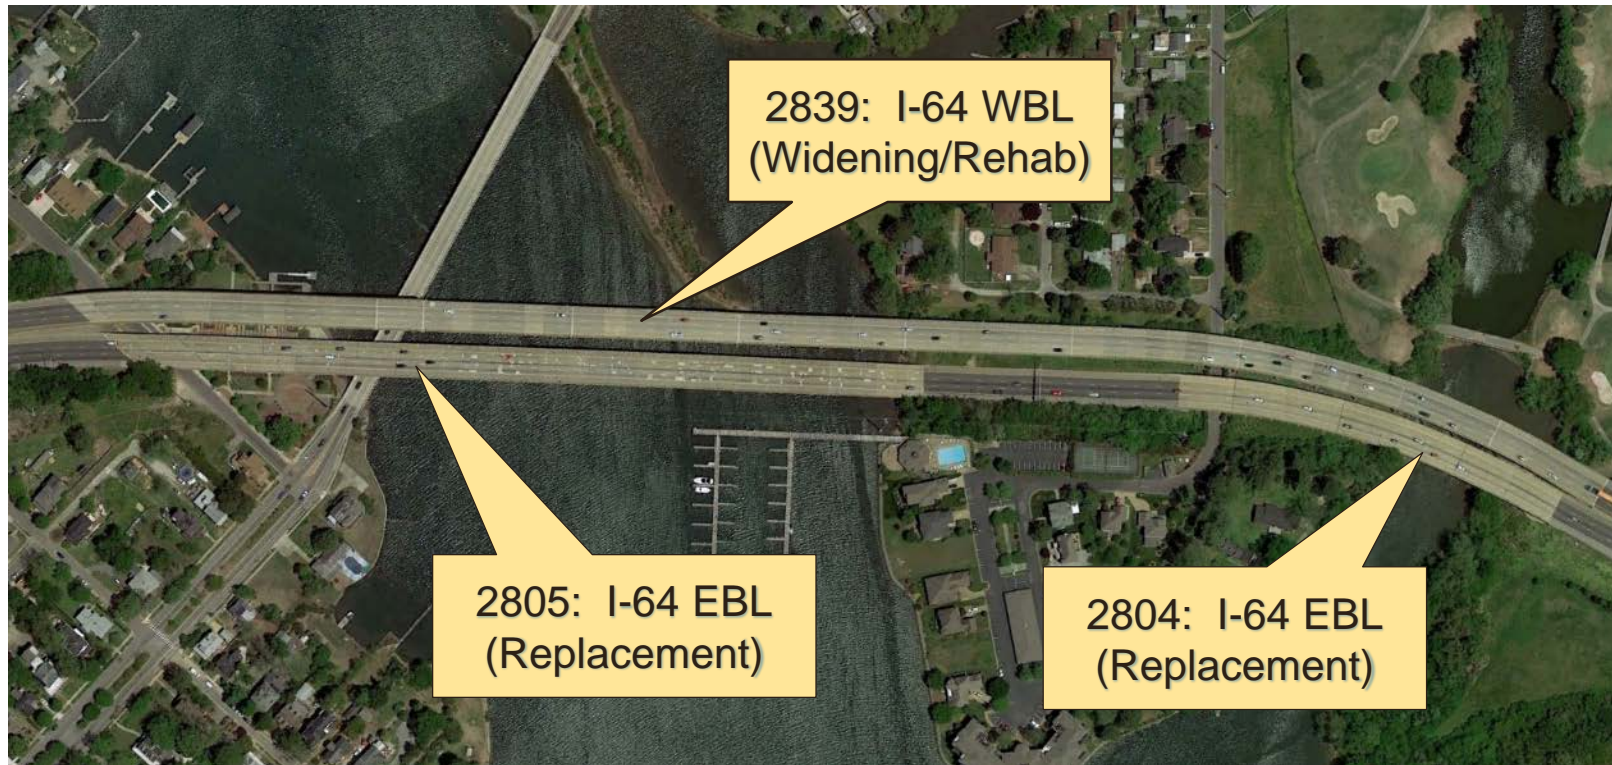 2839: I-64 WBL
(Widening/Rehab)
2805: I-64 EBL
(Replacement)
2804: I-64 EBL
(Replacement)